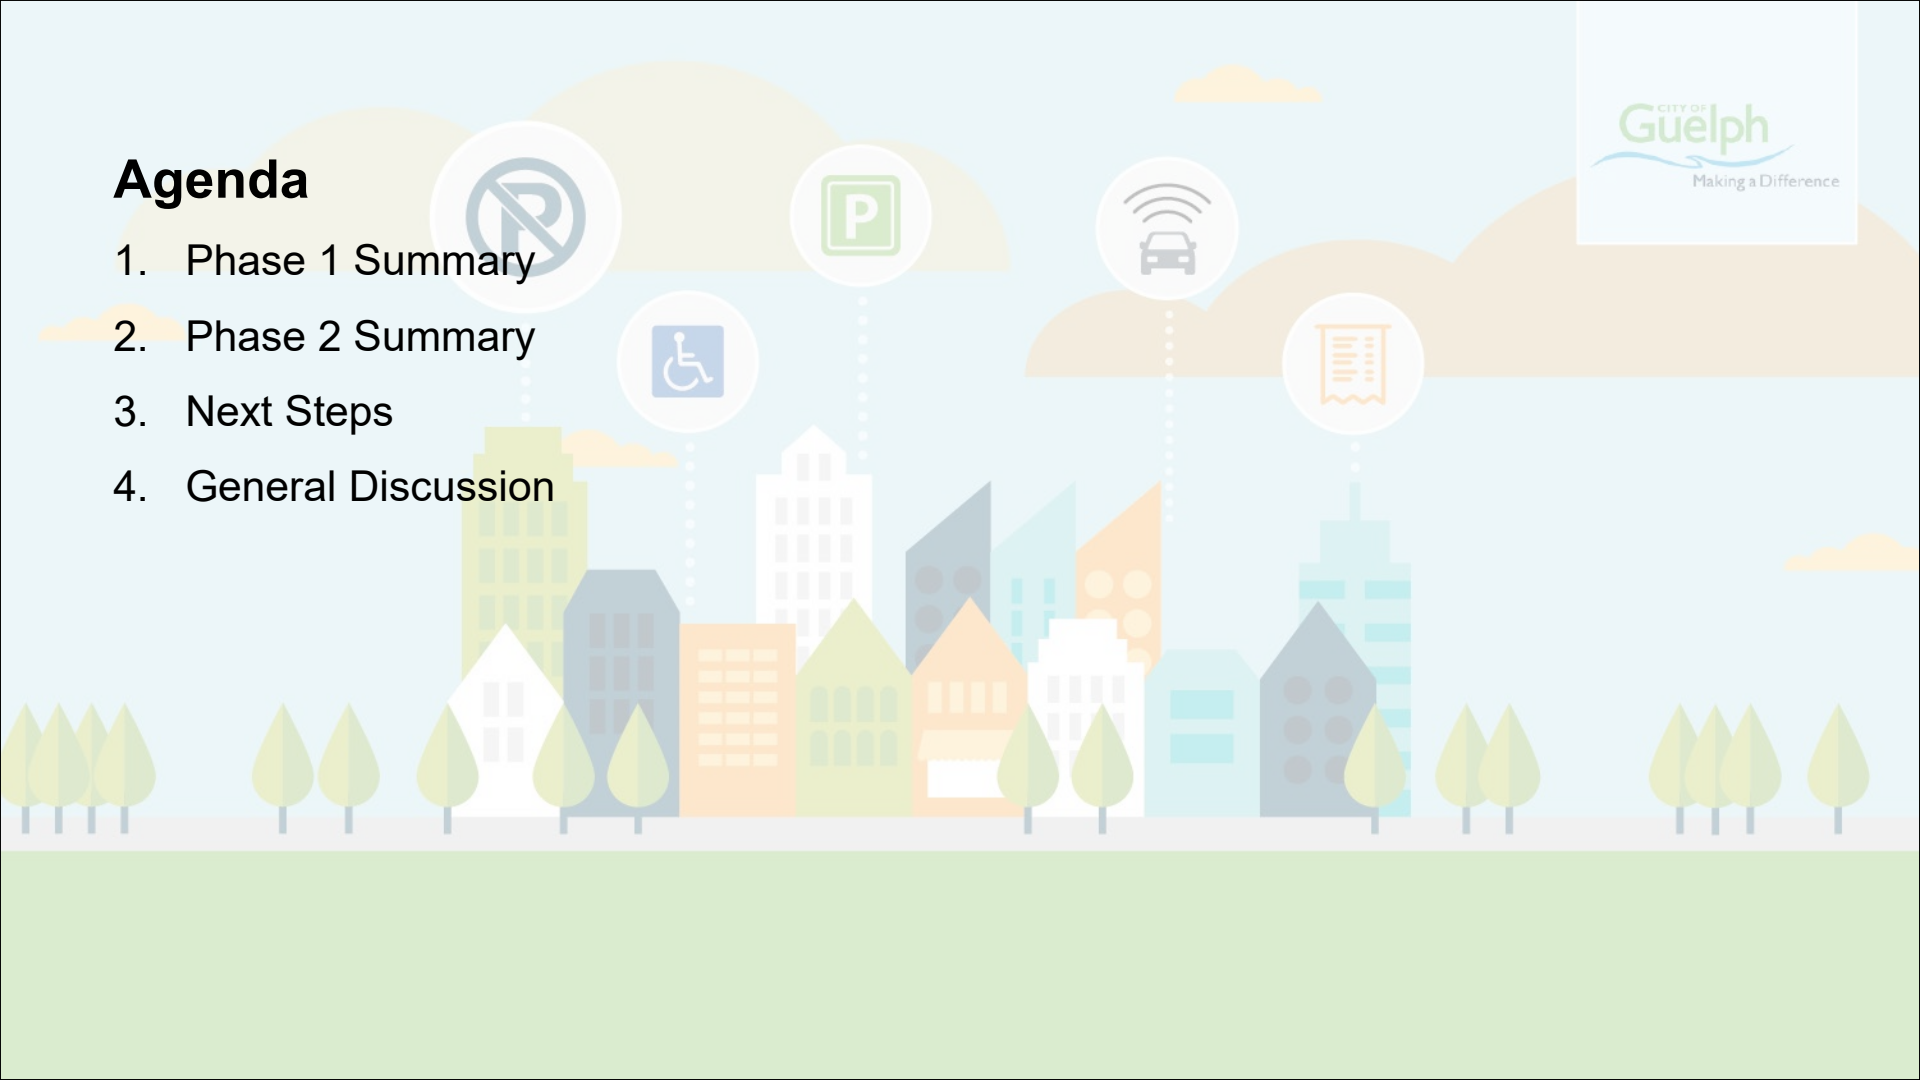 CITY OF
Guelph
Making a Difference
Agenda
1. Phase 1 Summary
2. Phase 2 Summary
3. Next Steps
4. General Discussion
P
P